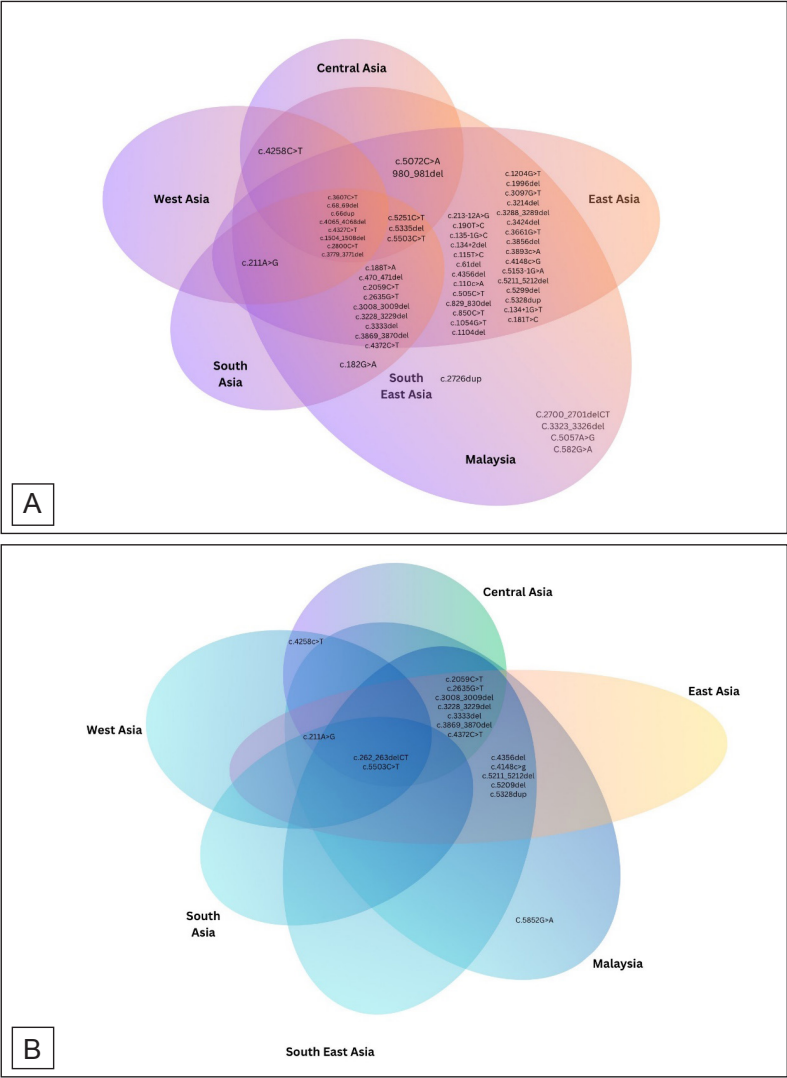 Central Asia
c.4258C>T
c.5072C>A
980_981del
West Asia
East Asia
c.3607C>T
c.68_69del
c.66dup
c.4065_4068del
c.4327C>T
c.1504_1508del
c.2800C>T
c.3779_3771del
c.5251C>T
c.5335del
c.5503C>T
c.211A>G
c.188T>A
c.470_471del
c.2059C>T
c.2635G>T
c.3008_3009del
c.3228_3229del
c.3333del
c.3869_3870del
c.4372C>T
c.213-12A>G
c.190T>C
c.135-1G>C
c.134+2del
c.115T>C
c.61del
c.4356del
c.110c>A
c.505C>T
c.829_830del
c.850C>T
c.1054G>T
c.1104del
c.1204G>T
c.1996del
c.3097G>T
c.3214del
c.3288_3289del
c.3424del
c.3661G>T
c.3856del
c.3893c>A
c.4148c>G
c.5153-1G>A
c.5211_5212del
c.5299del
c.5328dup
c.134+1G>T
c.181T>C
South
Asia
c.182G>A
South
East Asia
c.2726dup
C.2700_2701delCT
C.3323_3326del
C.5057A>G
C.582G>A
Malaysia
A
Central Asia
c.4258c>T
East Asia
West Asia
c.2059C>T
c.2635G>T
c.3008_3009del
c.3228_3229del
c.3333del
c.3869_3870del
c.4372C>T
c.211A>G
c.262_263delCT
c.5503C>T
c.4356del
c.4148c>g
c.5211_5212del
c.5209del
c.5328dup
South
Asia
C.5852G>A
Malaysia
South East Asia
B